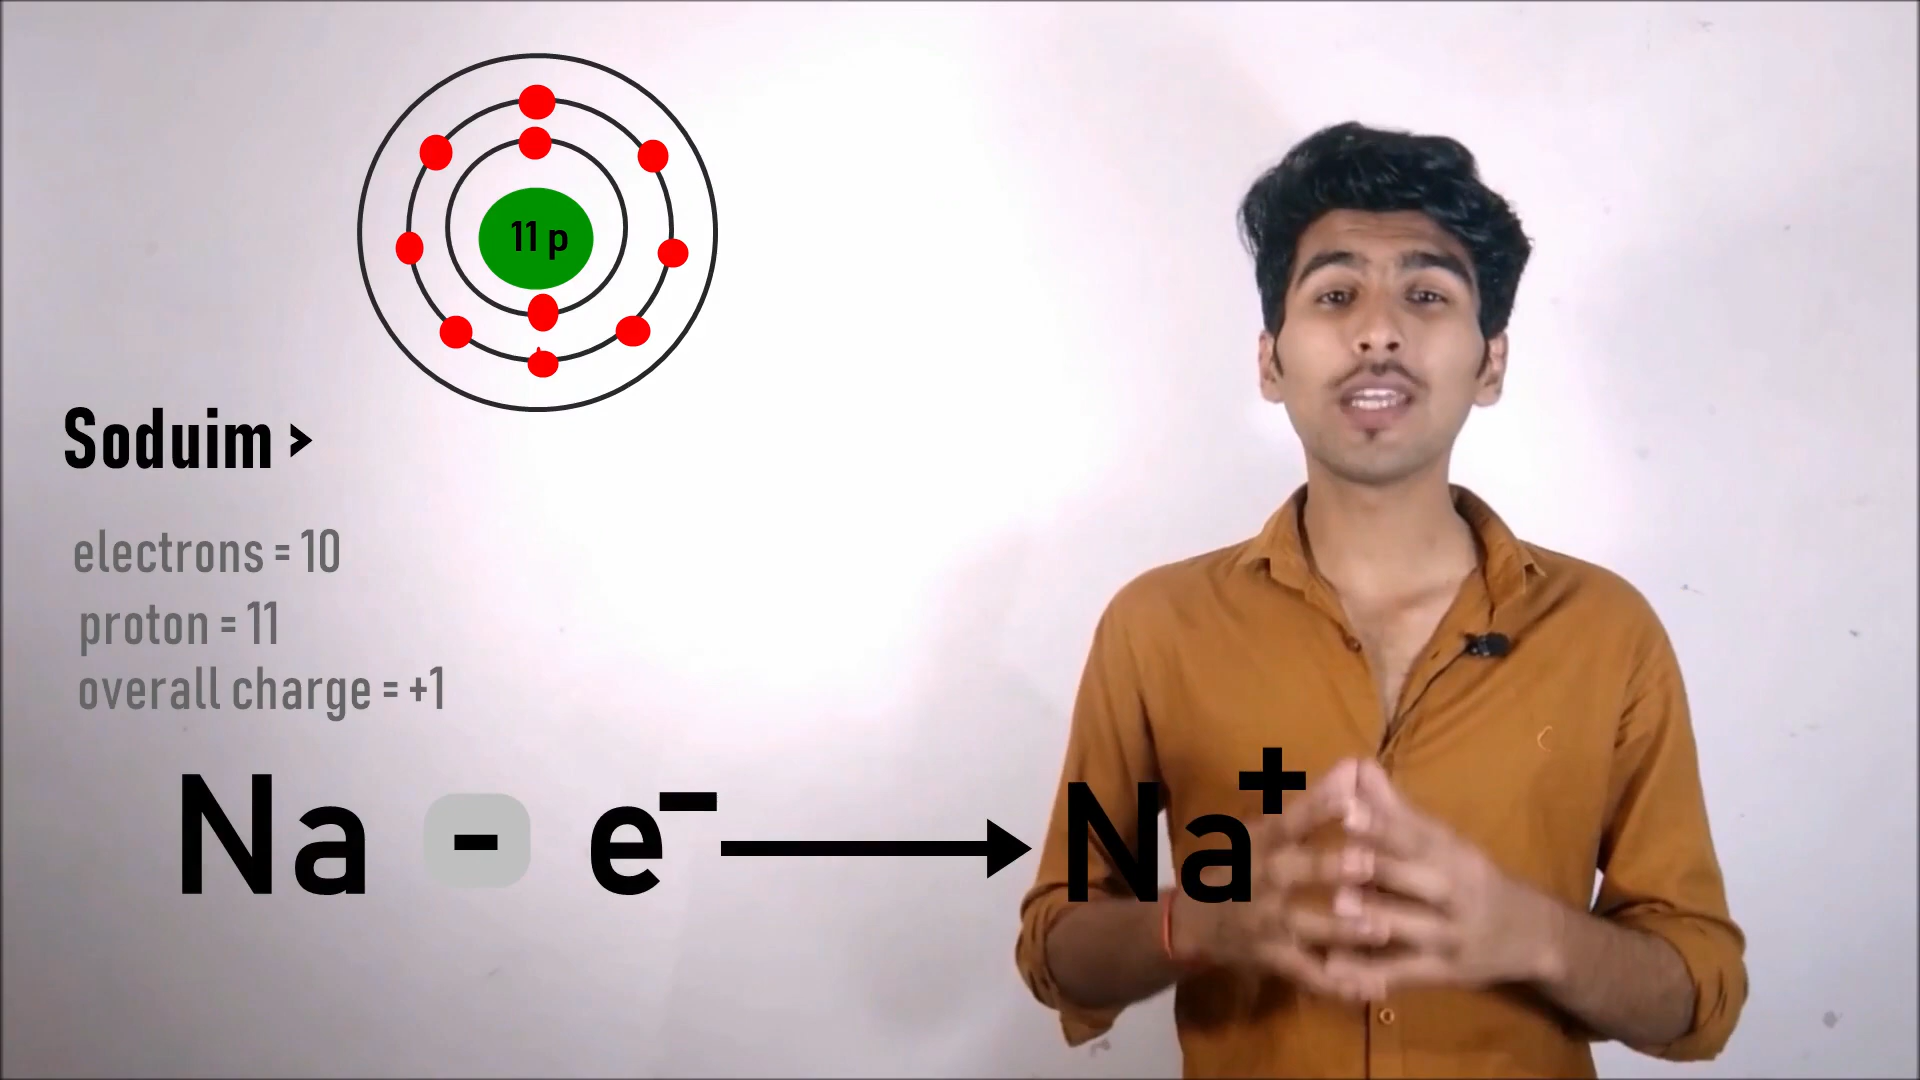 11 p
Soduim >
electrons = 10
proton = 11
overall charge = +1
Na - e⁻ → Na⁺